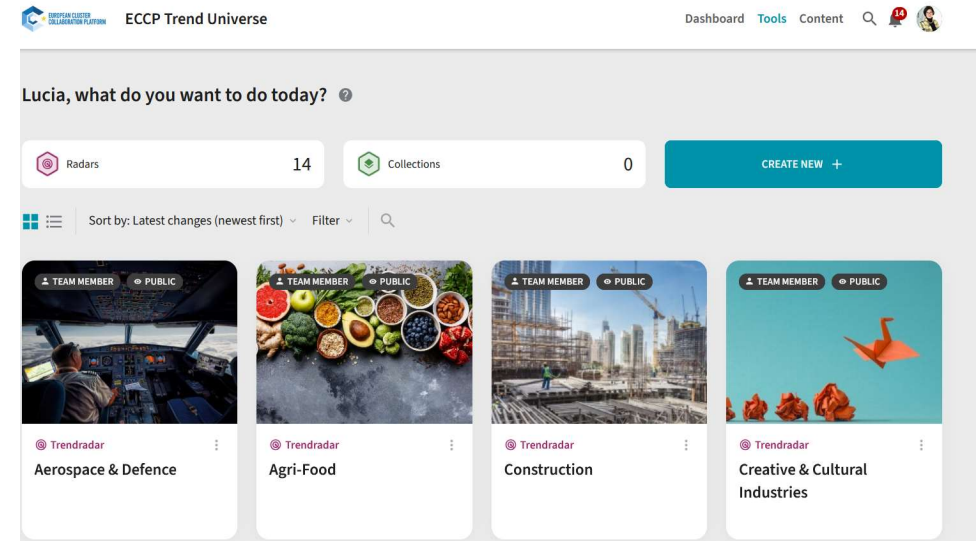 EUROPEAN CLUSTER
COLLABORATION PLATFORM
ECCP Trend Universe
Dashboard Tools Content
14
Lucia, what do you want to do today? ?
Radars 14
Collections 0
CREATE NEW +
Sort by: Latest changes (newest first) Filter
TEAM MEMBER PUBLIC
TEAM MEMBER PUBLIC
TEAM MEMBER PUBLIC
TEAM MEMBER PUBLIC
Trendradar
Aerospace & Defence
Trendradar
Agri-Food
Trendradar
Construction
Trendradar
Creative & Cultural
Industries